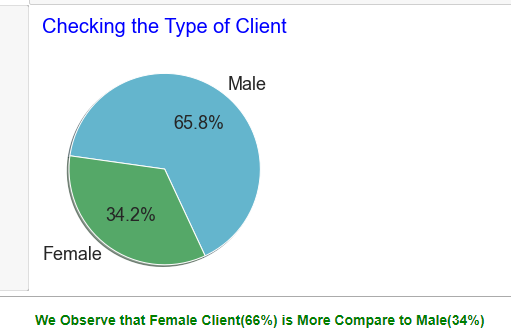 Checking the Type of Client
Male
65.8%
34.2%
Female
We Observe that Female Client(66%) is More Compare to Male(34%)